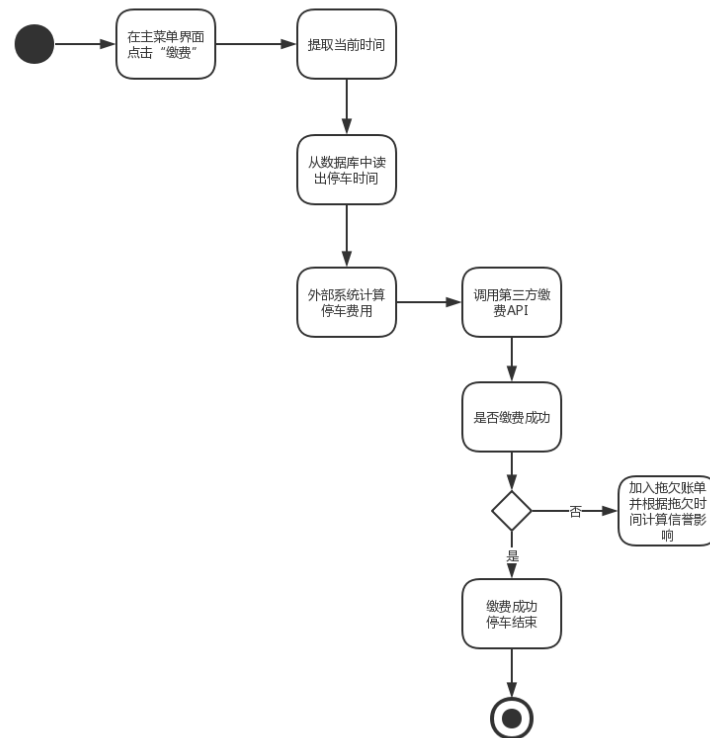 在主菜单界面
点击“缴费”
提取当前时间
从数据库中读
出停车时间
外部系统计算
停车费用
调用第三方缴
费API
是否缴费成功
否
加入拖欠账单
并根据拖欠时
间计算信誉影
响
是
缴费成功
停车结束